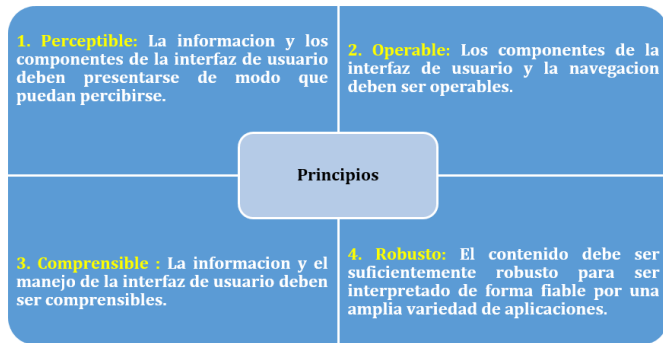 1. Perceptible: La informacion y los
componentes de la interfaz de usuario
deben presentarse de modo que
puedan percibirse.
2. Operable: Los componentes de la
interfaz de usuario y la navegacion
deben ser operables.
Principios
3. Comprensible : La informacion y el
manejo de la interfaz de usuario deben
ser comprensibles.
4. Robusto: El contenido debe ser
suficientemente robusto para ser
interpretado de forma fiable por una
amplia variedad de aplicaciones.